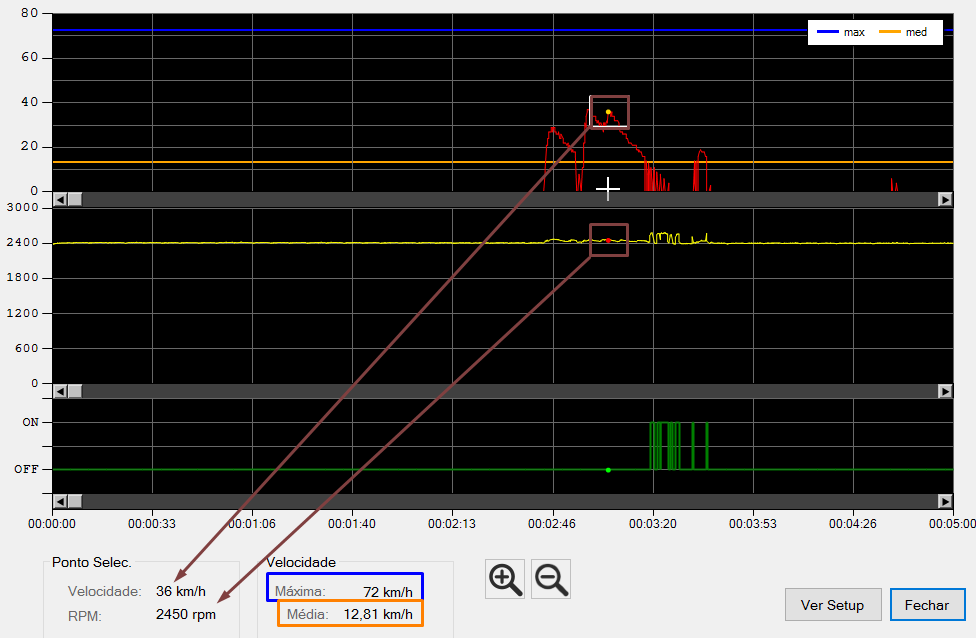 80
max med
60
40
20
0
3000
2400
1800
1200
600
0
ON
OFF
00:00:00 00:00:33 00:01:06 00:01:40 00:02:13 00:02:46 00:03:20 00:03:53 00:04:26 00:05:00
Ponto Selec.
Velocidade: 36 km/h
RPM: 2450 rpm
Velocidade
Máxima: 72 km/h
Média: 12,81 km/h
Ver Setup
Fechar